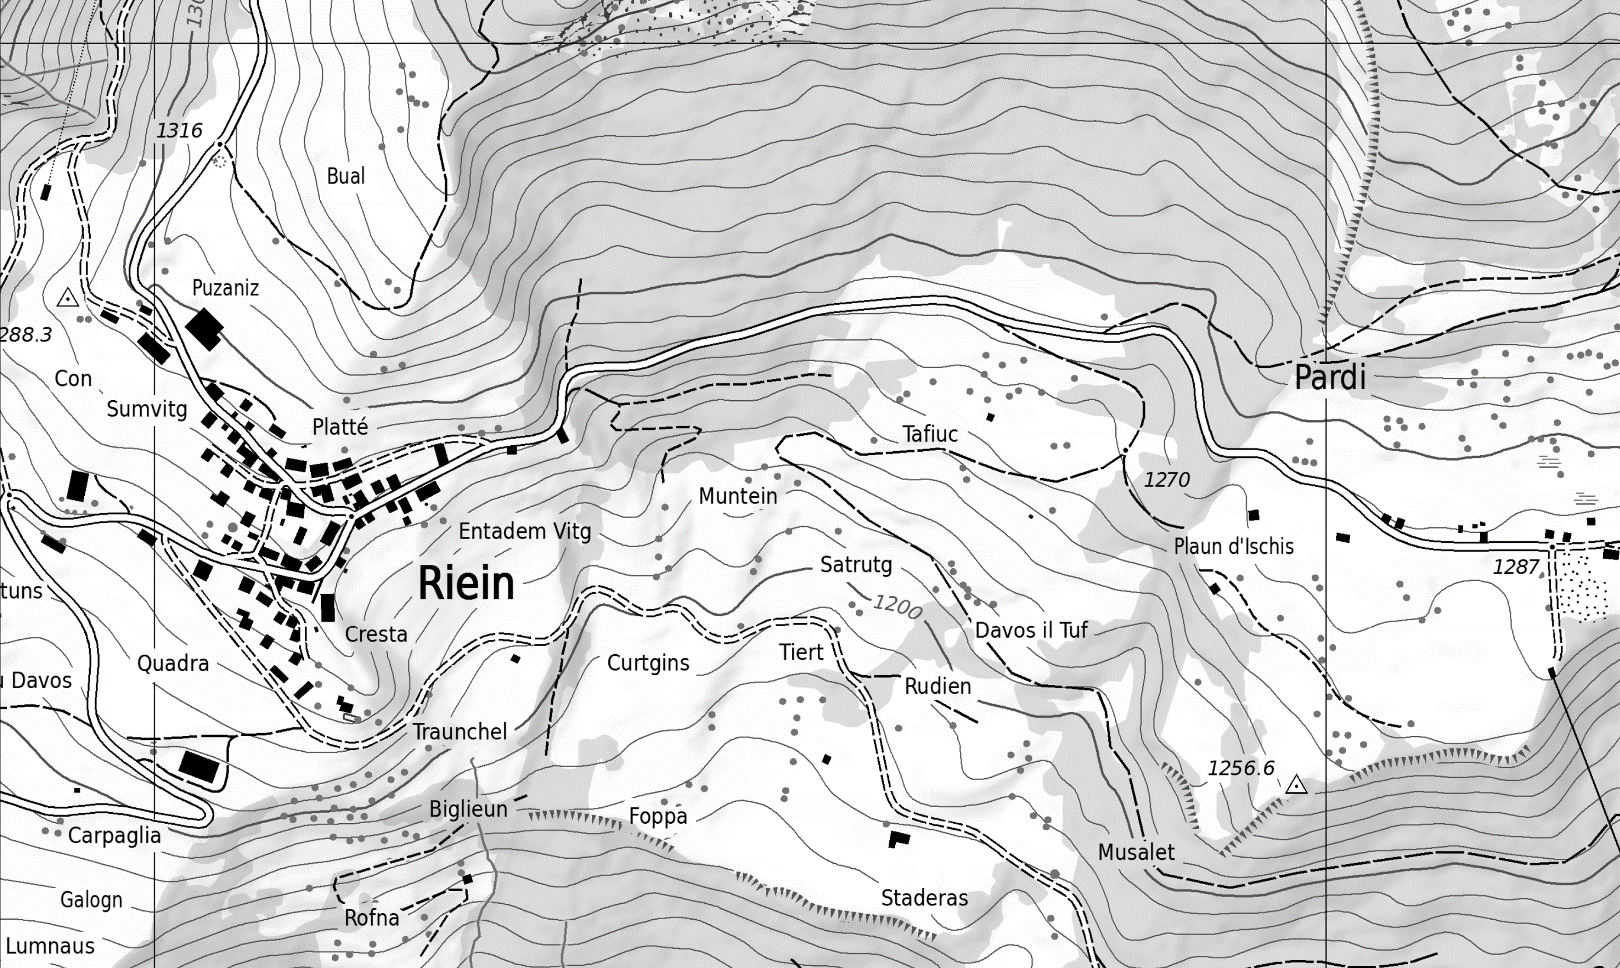 130
1316
Bual
Puzaniz
288.3
Con
Pardi
Sumvitg
Platté
Tafiuc
1270
Muntein
Entadem Vitg
Plaun d'Ischis
Satrutg
1287
Riein
tuns
1200
Cresta
Davos il Tuf
Tiert
Quadra
Curtgins
u Davos
Rudien
Traunchel
1256.6
Biglieun
Foppa
Carpaglia
Musalet
Galogn
Staderas
Rofna
Lumnaus